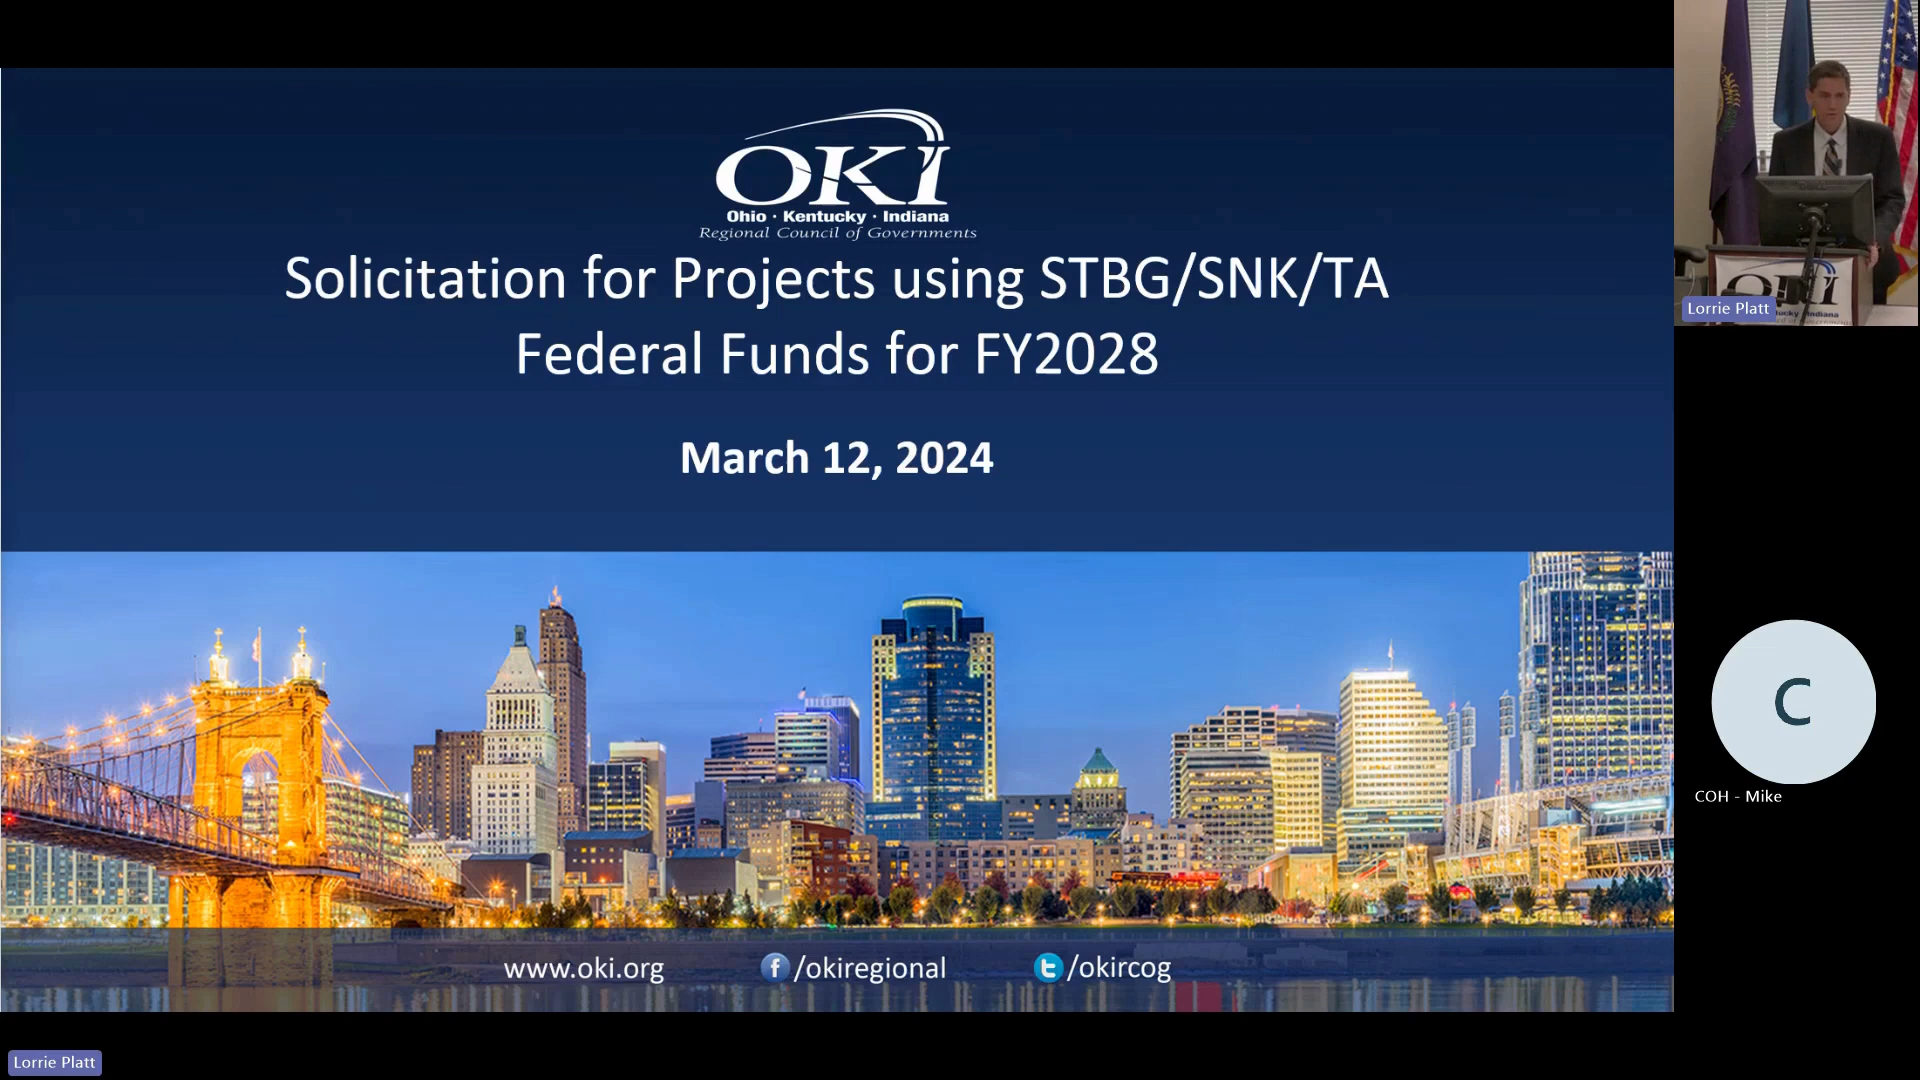 OKI
Ohio · Kentucky · Indiana
Regional Council of Governments
Solicitation for Projects using STBG/SNK/TA
Federal Funds for FY2028
March 12, 2024
www.oki.org
/okiregional
/okircog
Lorrie Platt
OKI
Lorrie Platt
C
COH - Mike